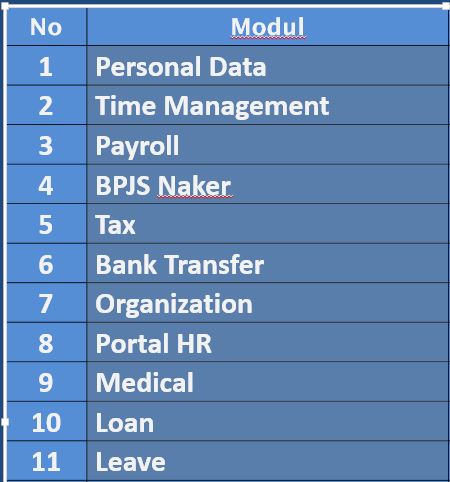 No Modul
1 Personal Data
2 Time Management
3 Payroll
4 BPJS Naker
5 Tax
6 Bank Transfer
7 Organization
8 Portal HR
9 Medical
10 Loan
11 Leave